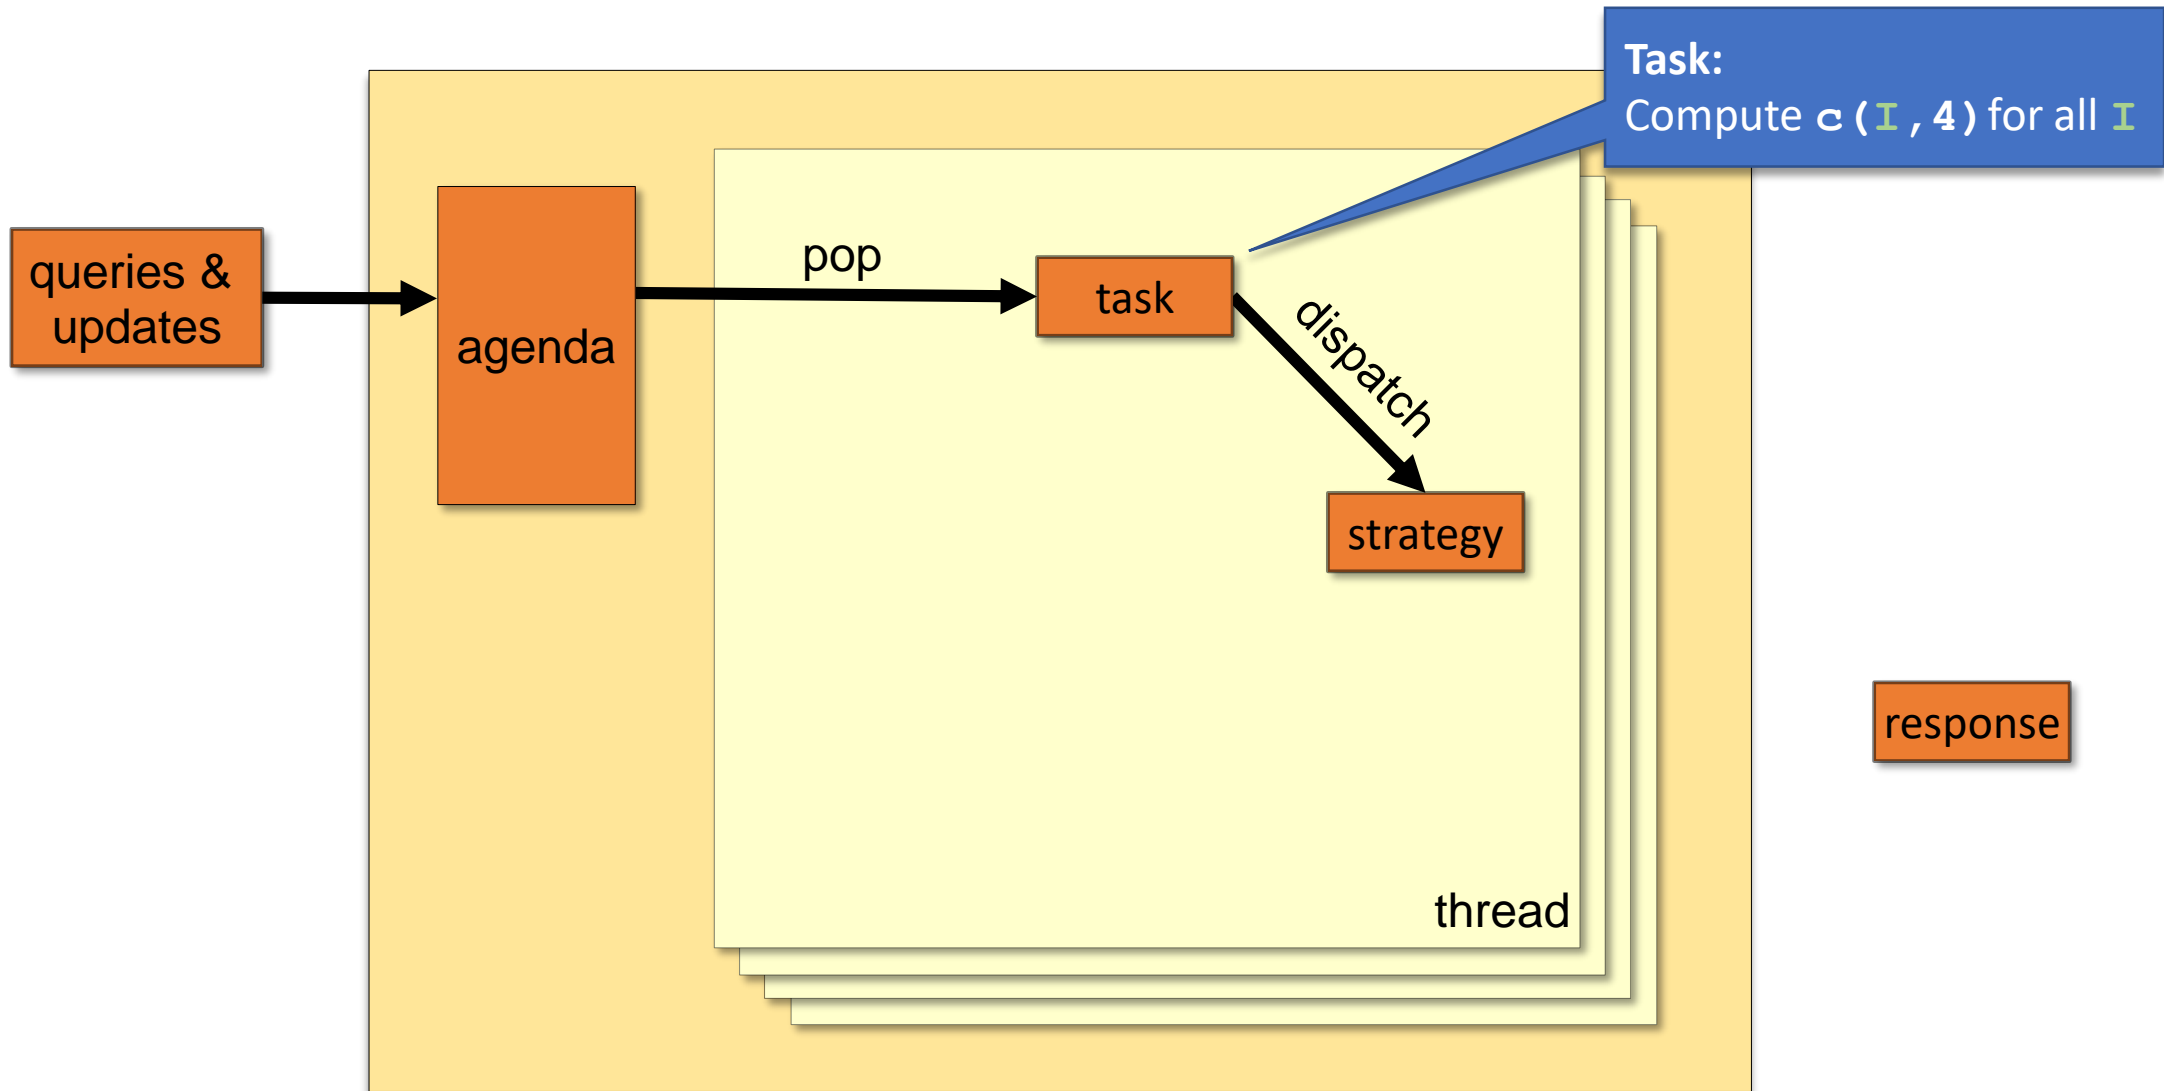 Task:
Compute c(I,4) for all I
queries &
updates
agenda
pop
task
dispatch
strategy
response
thread